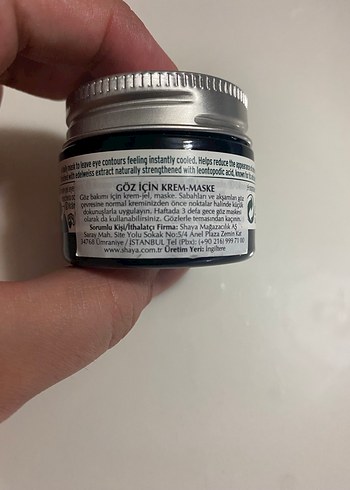 mask to leave eye contours feeling instantly cooled. Helps reduce the appearance
with edelweiss extract naturally strengthened with leontopodic acid, known
GÖZ İÇİN KREM-MASKE
Göz bakımı için krem-jel, maske. Sabahları ve akşamları göz
çevresine normal kreminizden önce noktalar halinde küçük
dokunuşlarla uygulayın. Haftada 3 defa gece göz maskesi
olarak da kullanabilirsiniz. Gözlerle temasından kaçının.
Sorumlu Kişi/İthalatçı Firma: Shaya Mağazacılık AŞ
Saray Mah. Site Yolu Sokak No:5/4 Anel Plaza Zemin Kat
34768 Ümraniye / İSTANBUL Tel (Pbx): (+90 216) 999 71 00
www.shaya.com.tr Üretim Yeri: İngiltere